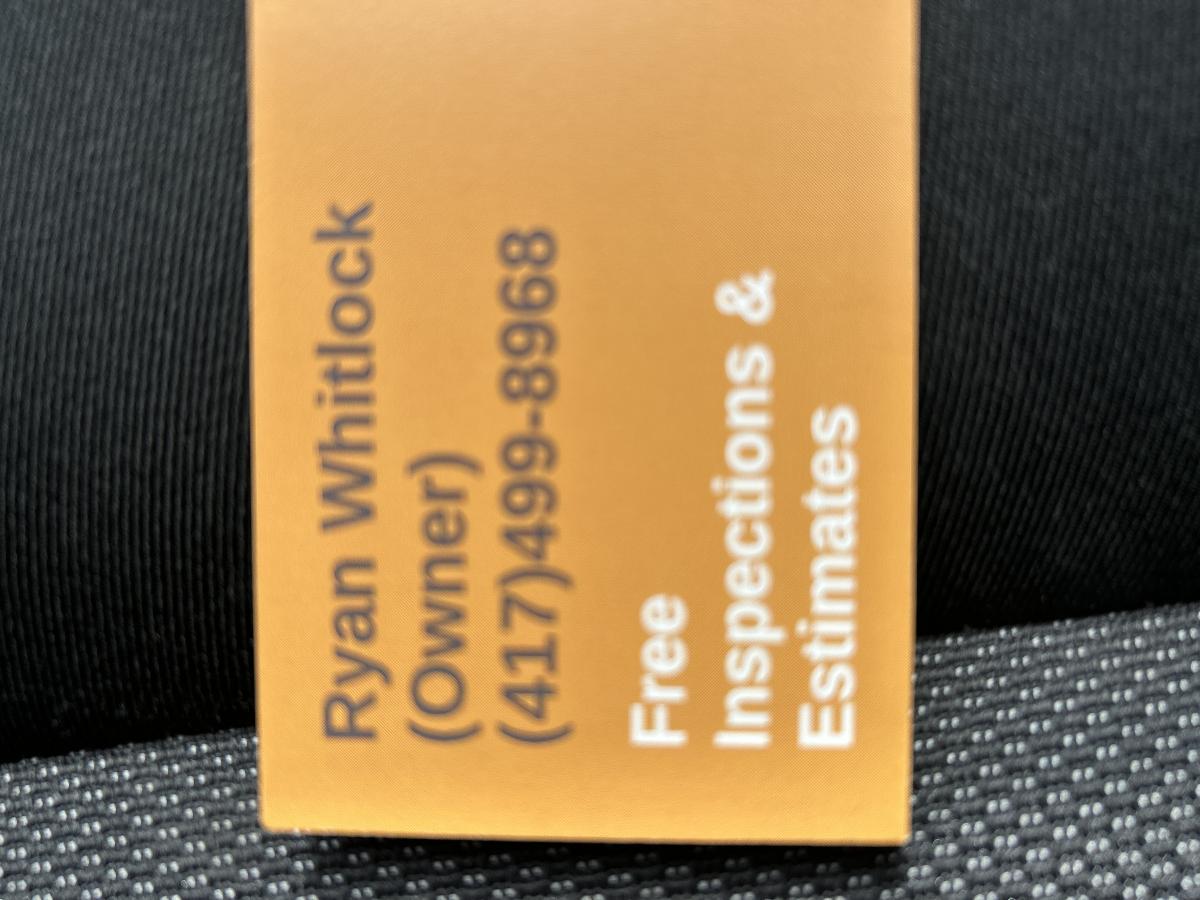 Ryan Whitlock
(Owner)
(417)499-8968
Free
Inspections &
Estimates